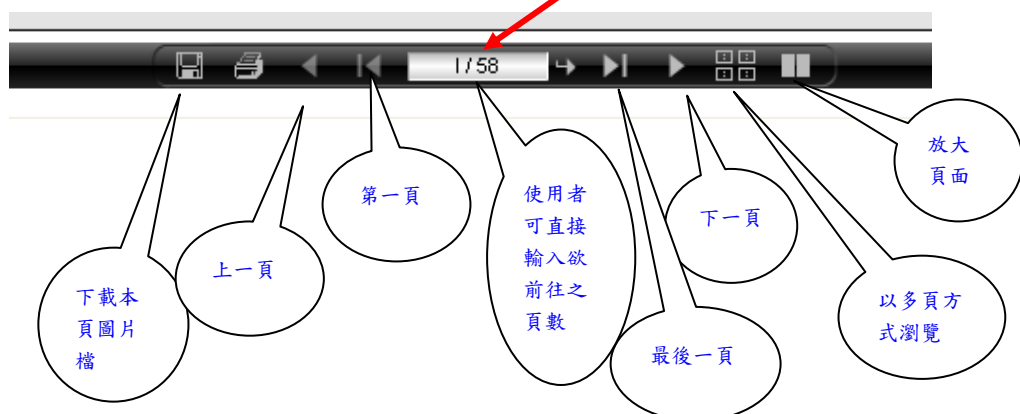 1/58
下載本
頁圖片
檔
上一頁
第一頁
使用者
可直接
輸入欲
前往之
頁數
最後一頁
下一頁
以多頁方
式瀏覽
放大
頁面